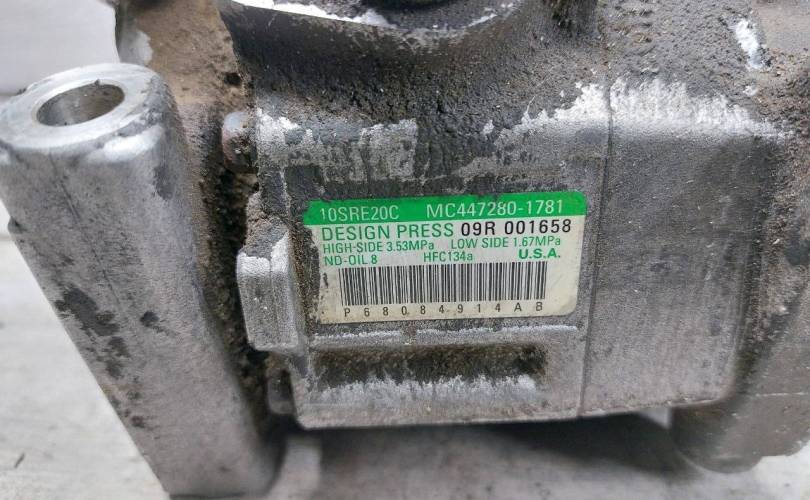 10SRE20C MC447280-1781
DESIGN PRESS 09R 001658
HIGH-SIDE 3.53MPa LOW SIDE 1.67MPa
ND-OIL 8 HFC134a U.S.A.
P68084914AB